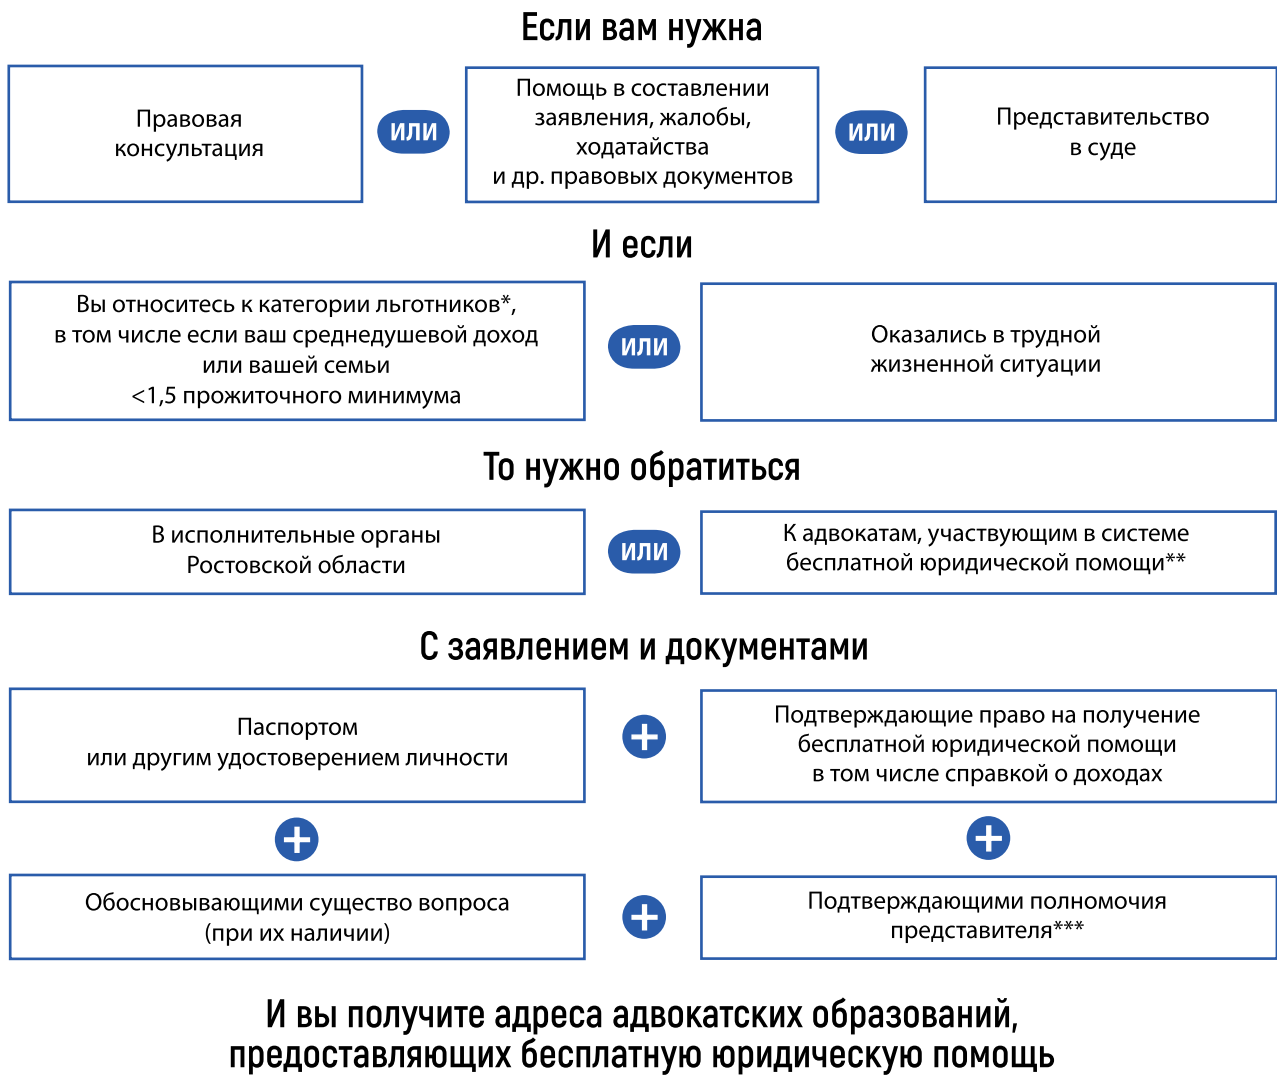 Если вам нужна
Правовая
консультация
ИЛИ
Помощь в составлении
заявления, жалобы,
ходатайства
и др. правовых документов
ИЛИ
Представительство
в суде
И если
Вы относитесь к категории льготников*,
в том числе если ваш среднедушевой доход
или вашей семьи
<1,5 прожиточного минимума
ИЛИ
Оказались в трудной
жизненной ситуации
То нужно обратиться
В исполнительные органы
Ростовской области
ИЛИ
К адвокатам, участвующим в системе
бесплатной юридической помощи**
С заявлением и документами
Паспортом
или другим удостоверением личности
+
Подтверждающие право на получение
бесплатной юридической помощи
в том числе справкой о доходах
+
+
Обосновывающими существо вопроса
(при их наличии)
+
Подтверждающими полномочия
представителя***
И вы получите адреса адвокатских образований,
предоставляющих бесплатную юридическую помощь